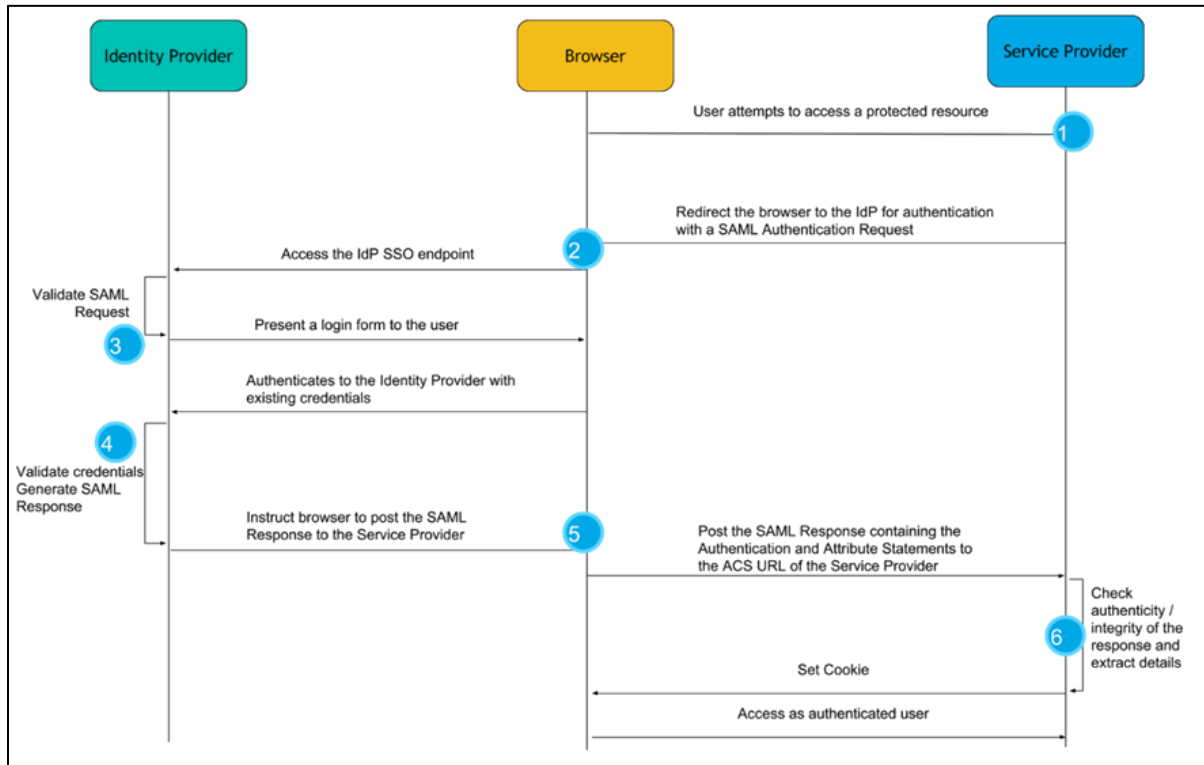 Identity Provider
Browser
Service Provider
User attempts to access a protected resource
1
Redirect the browser to the IdP for authentication
with a SAML Authentication Request
2
Access the IdP SSO endpoint
Validate SAML
Request
3
Present a login form to the user
Authenticates to the Identity Provider with
existing credentials
4
Validate credentials
Generate SAML
Response
Instruct browser to post the SAML
Response to the Service Provider
5
Post the SAML Response containing the
Authentication and Attribute Statements to
the ACS URL of the Service Provider
Check
authenticity /
integrity of the
response and
extract details
6
Set Cookie
Access as authenticated user